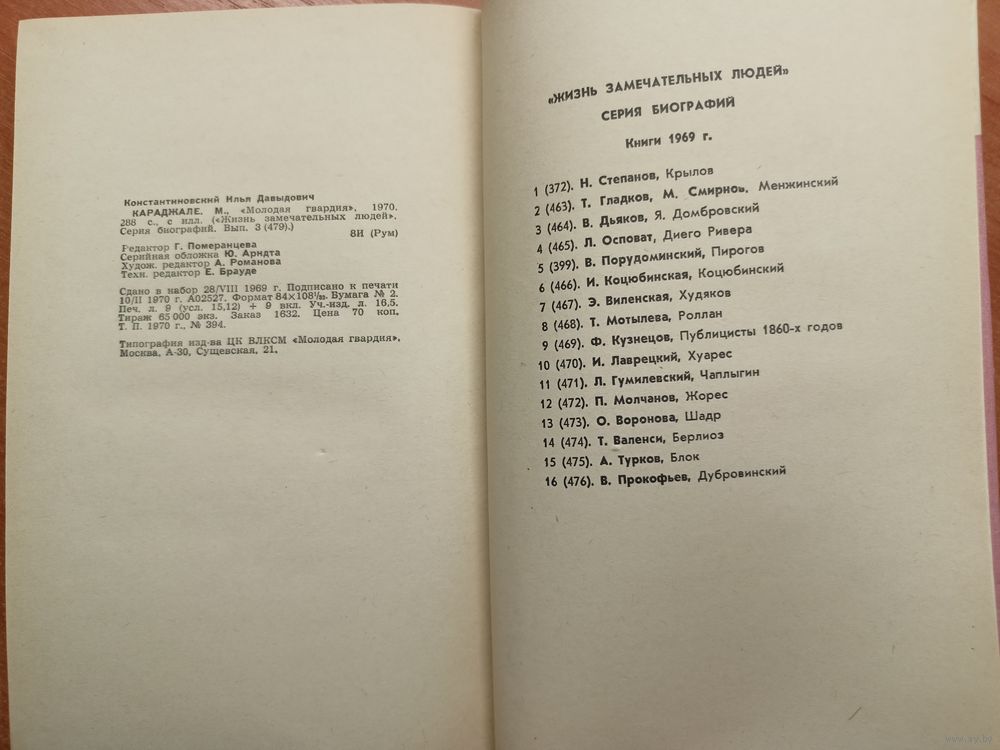 Константиновский Илья Давыдович
КАРАДЖАЛЕ. М., «Молодая гвардия», 1970.
288 с., с илл. («Жизнь замечательных людей».
Серия биографий. Вып. 3 (479).)
8И (Рум)
Редактор Г. Померанцева
Серийная обложка Ю. Арндта
Худож. редактор А. Романова
Техн. редактор Е. Брауде
Сдано в набор 28/VIII 1969 г. Подписано к печати
10/II 1970 г. А02527. Формат 84×108¹/₃₂. Бумага № 2.
Печ. л. 9 (усл. 15,12) + 9 вкл. Уч.-изд. л. 16,5.
Тираж 65 000 экз. Заказ 1632. Цена 70 коп.
Т. П. 1970 г., № 394.
Типография изд-ва ЦК ВЛКСМ «Молодая гвардия».
Москва, А-30, Сущевская, 21.
«ЖИЗНЬ ЗАМЕЧАТЕЛЬНЫХ ЛЮДЕЙ»
СЕРИЯ БИОГРАФИЙ
Книги 1969 г.
1 (372). Н. Степанов, Крылов
2 (463). Т. Гладков, М. Смирнов, Менжинский
3 (464). В. Дьяков, Я. Домбровский
4 (465). Л. Осповат, Диего Ривера
5 (399). В. Порудоминский, Пирогов
6 (466). И. Коцюбинская, Коцюбинский
7 (467). Э. Виленская, Худяков
8 (468). Т. Мотылева, Роллан
9 (469). Ф. Кузнецов, Публицисты 1860-х годов
10 (470). И. Лаврецкий, Хуарес
11 (471). Л. Гумилевский, Чаплыгин
12 (472). П. Молчанов, Жорес
13 (473). О. Воронова, Шадр
14 (474). Т. Валенси, Берлиоз
15 (475). А. Турков, Блок
16 (476). В. Прокофьев, Дубровинский